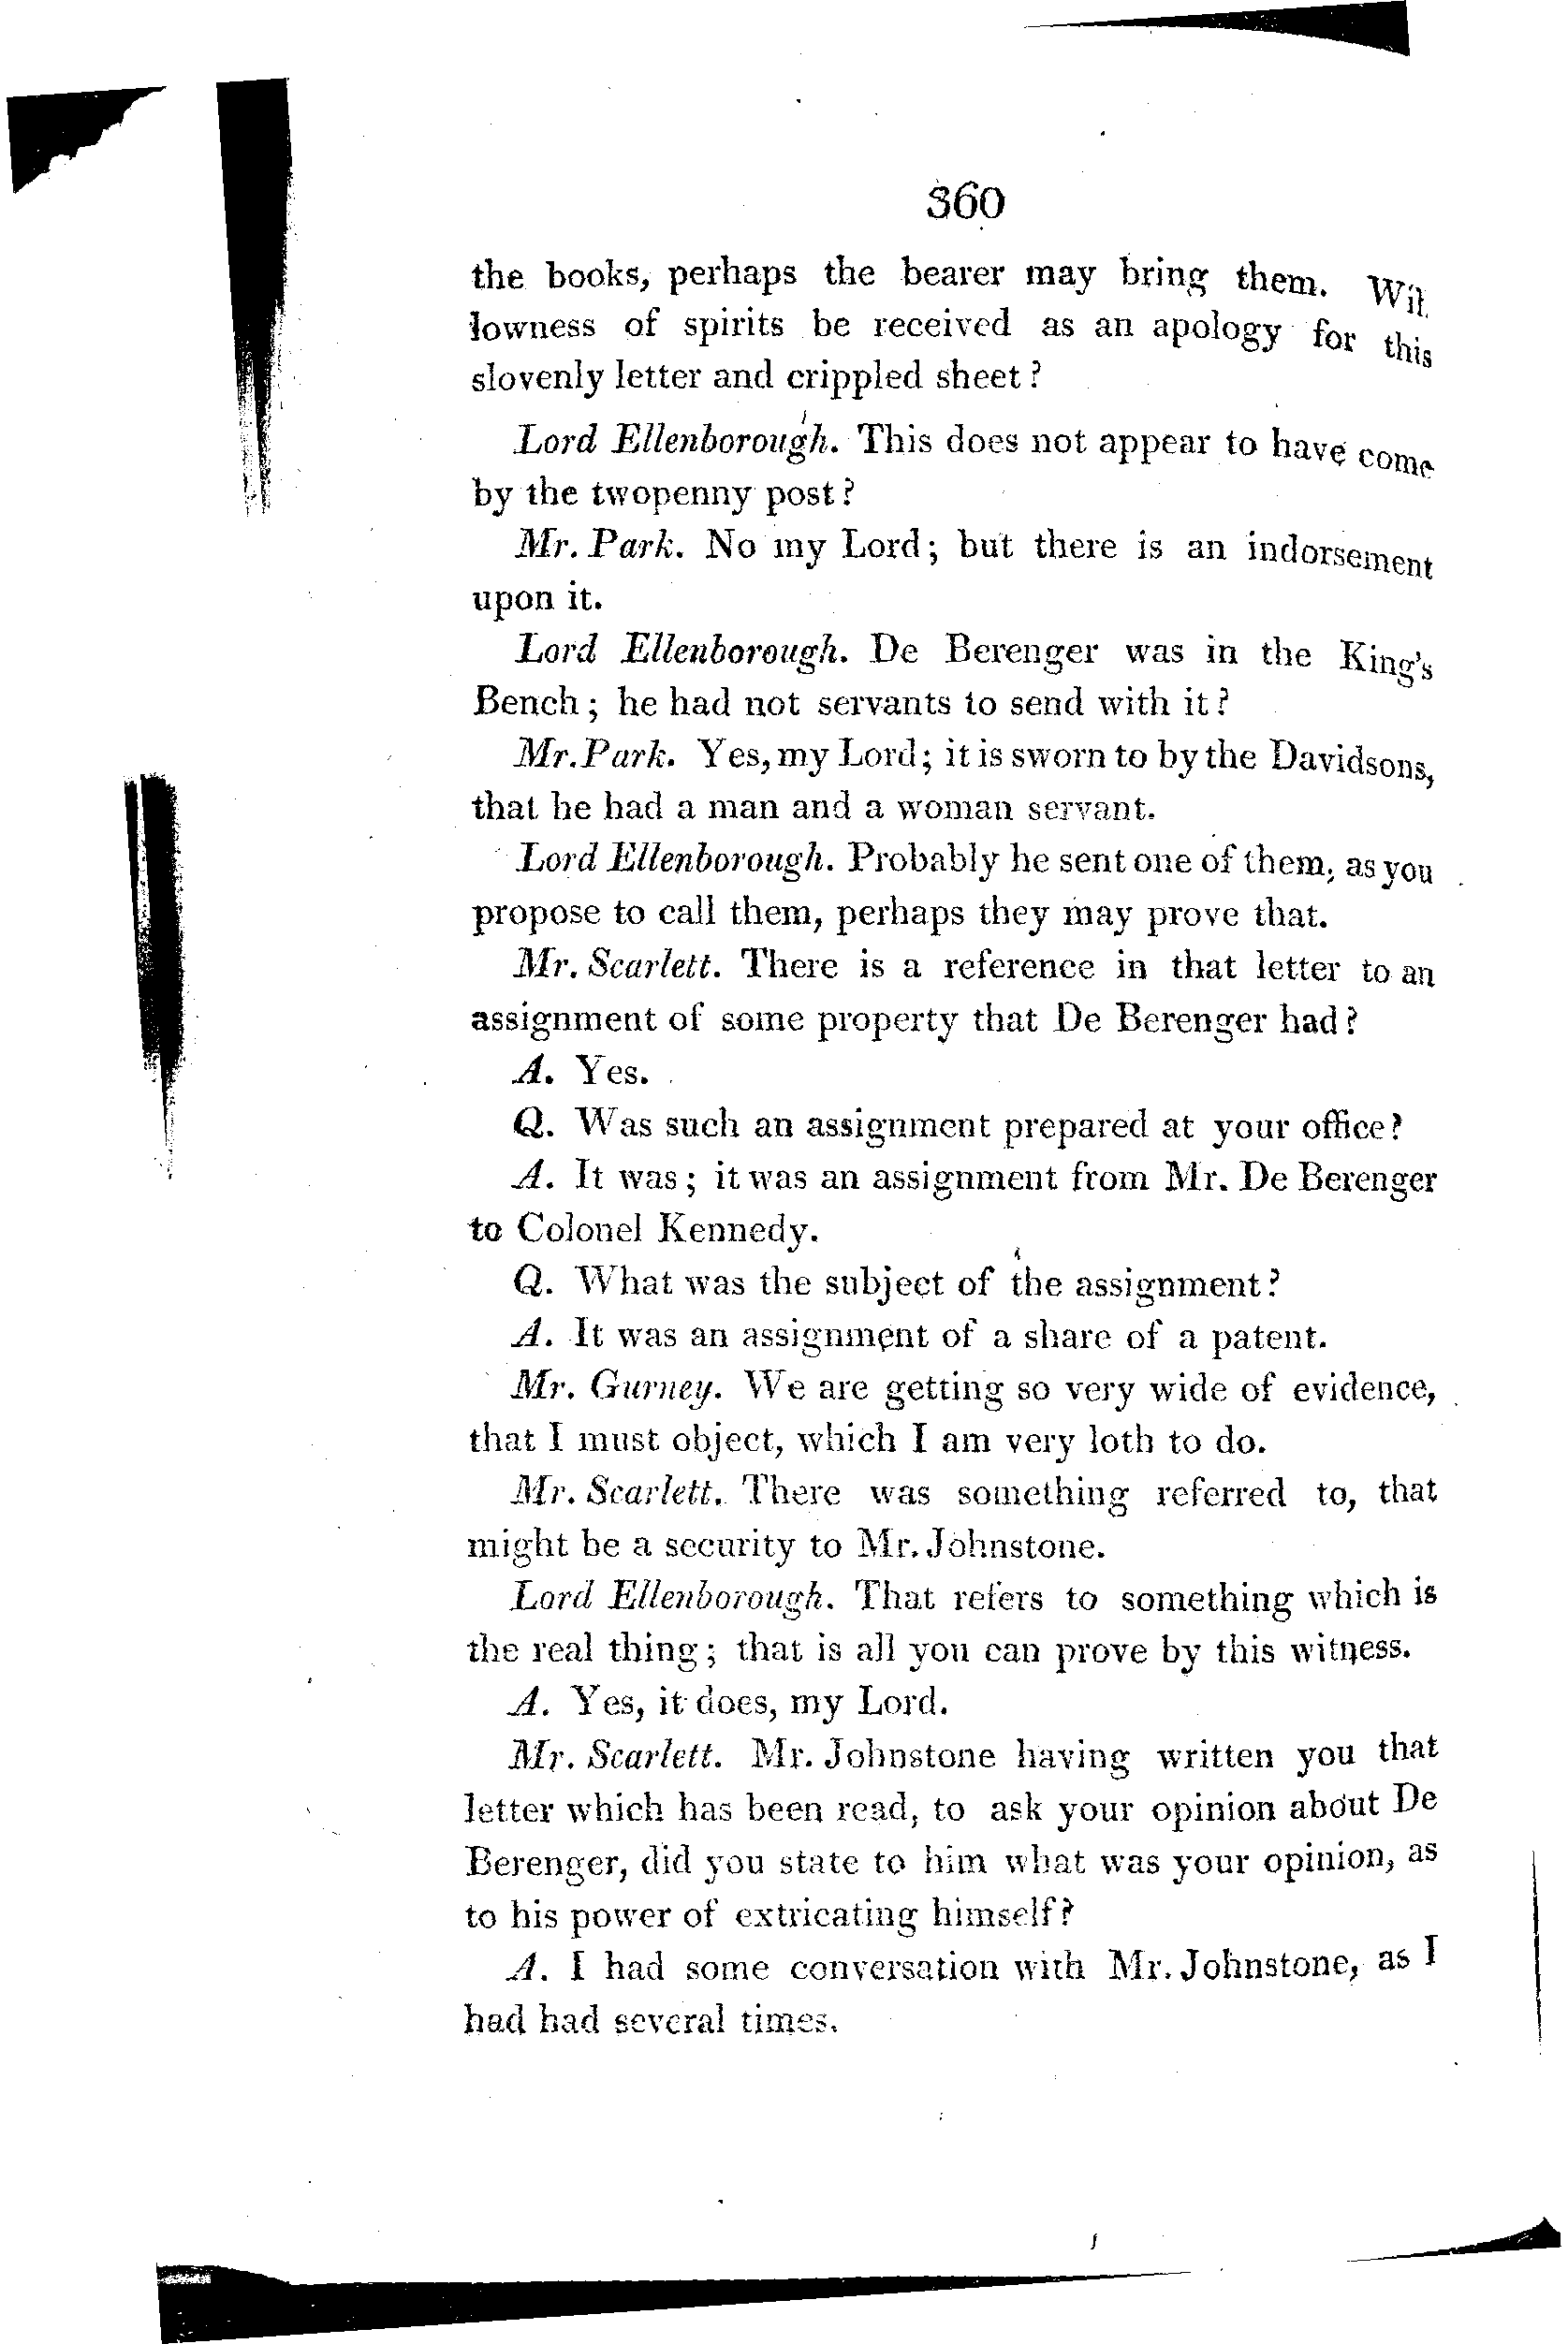 360
the books, perhaps the bearer may bring them. Wil
lowness of spirits be received as an apology for this
slovenly letter and crippled sheet?
Lord Ellenborough. This does not appear to have come
by the twopenny post?
Mr. Park. No my Lord; but there is an indorsement
upon it.
Lord Ellenborough. De Berenger was in the King's
Bench; he had not servants to send with it?
Mr. Park. Yes, my Lord; it is sworn to by the Davidsons,
that he had a man and a woman servant.
Lord Ellenborough. Probably he sent one of them, as you
propose to call them, perhaps they may prove that.
Mr. Scarlett. There is a reference in that letter to an
assignment of some property that De Berenger had?
A. Yes.
Q. Was such an assignment prepared at your office?
A. It was; it was an assignment from Mr. De Berenger
to Colonel Kennedy.
Q. What was the subject of the assignment?
A. It was an assignment of a share of a patent.
Mr. Gurney. We are getting so very wide of evidence,
that I must object, which I am very loth to do.
Mr. Scarlett. There was something referred to, that
might be a security to Mr. Johnstone.
Lord Ellenborough. That refers to something which is
the real thing; that is all you can prove by this witness.
A. Yes, it does, my Lord.
Mr. Scarlett. Mr. Johnstone having written you that
letter which has been read, to ask your opinion about De
Berenger, did you state to him what was your opinion, as
to his power of extricating himself?
A. I had some conversation with Mr. Johnstone, as I
had had several times.